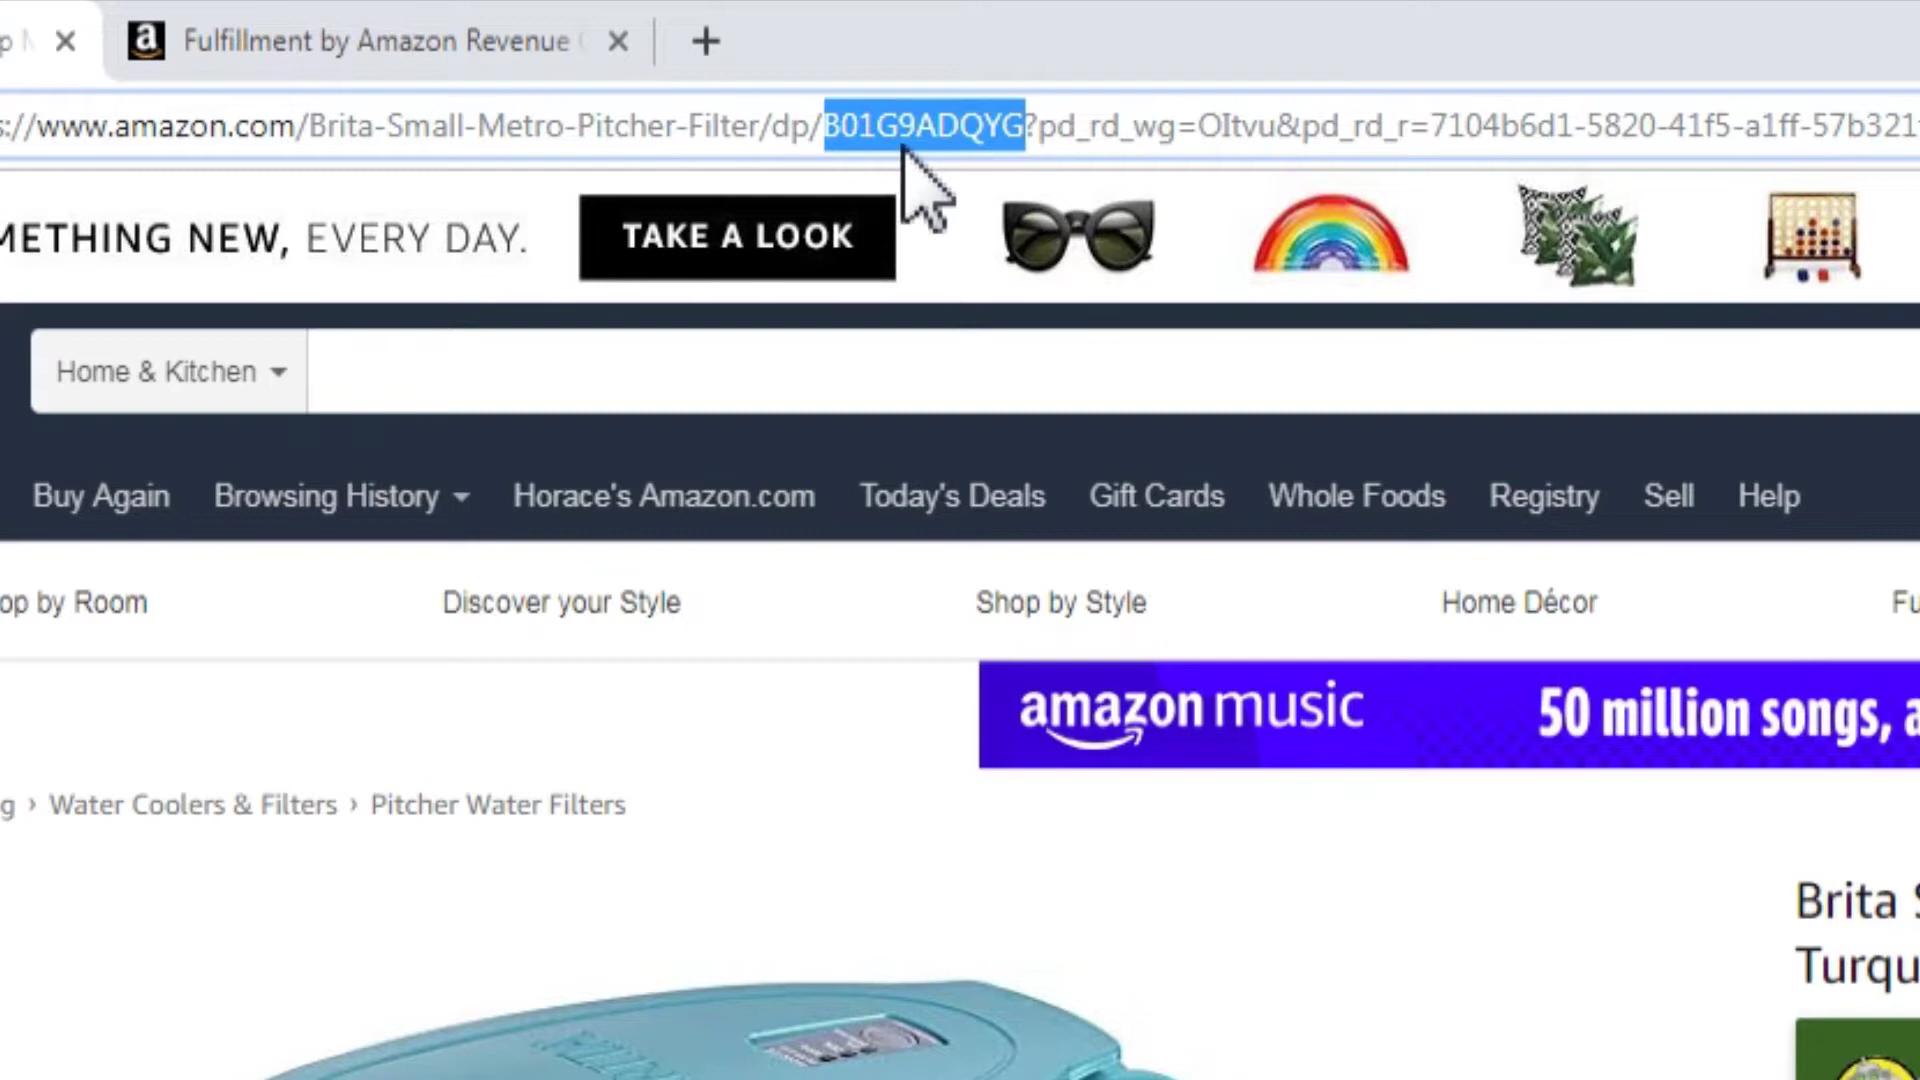 Fulfillment by Amazon Revenue
s://www.amazon.com/Brita-Small-Metro-Pitcher-Filter/dp/B01G9ADQYG?pd_rd_wg=OItvu&pd_rd_r=7104b6d1-5820-41f5-a1ff-57b321
METHING NEW, EVERY DAY. TAKE A LOOK
Home & Kitchen
Buy Again Browsing History Horace's Amazon.com Today's Deals Gift Cards Whole Foods Registry Sell Help
op by Room Discover your Style Shop by Style Home Décor Fu
amazon music 50 million songs, a
g › Water Coolers & Filters › Pitcher Water Filters
Brita S
Turqu